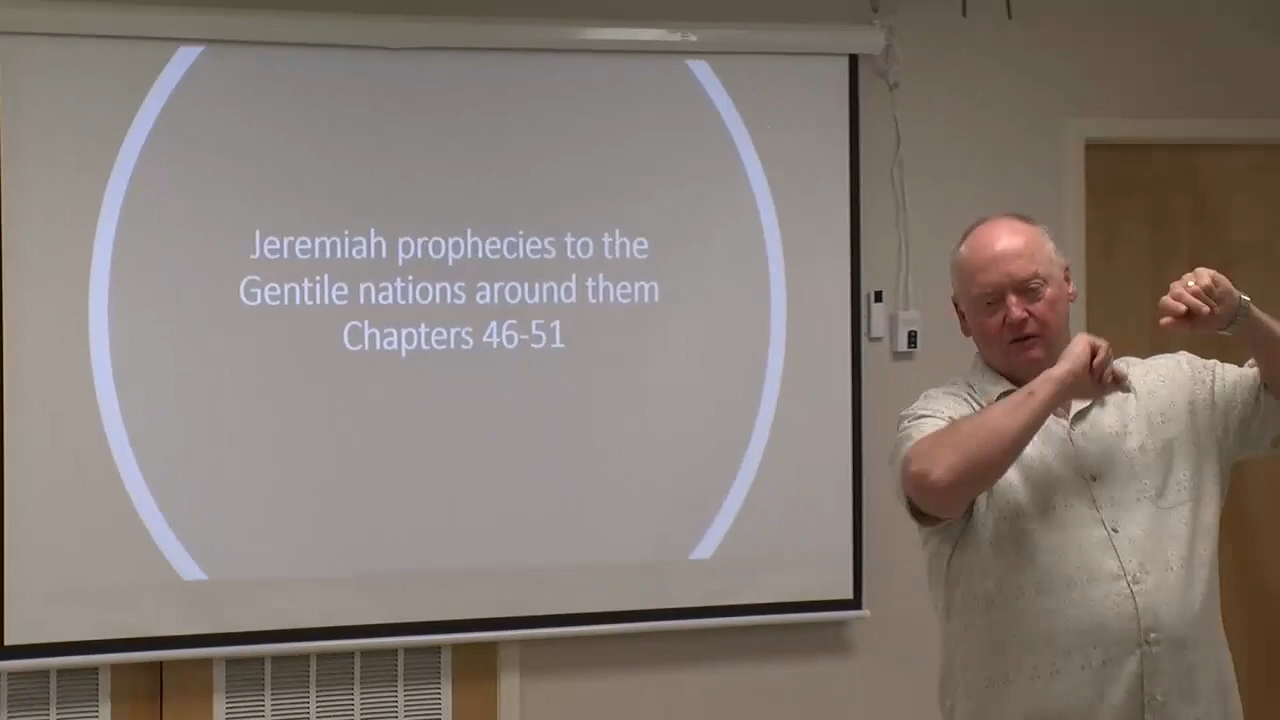 Jeremiah prophecies to the
Gentile nations around them
Chapters 46-51